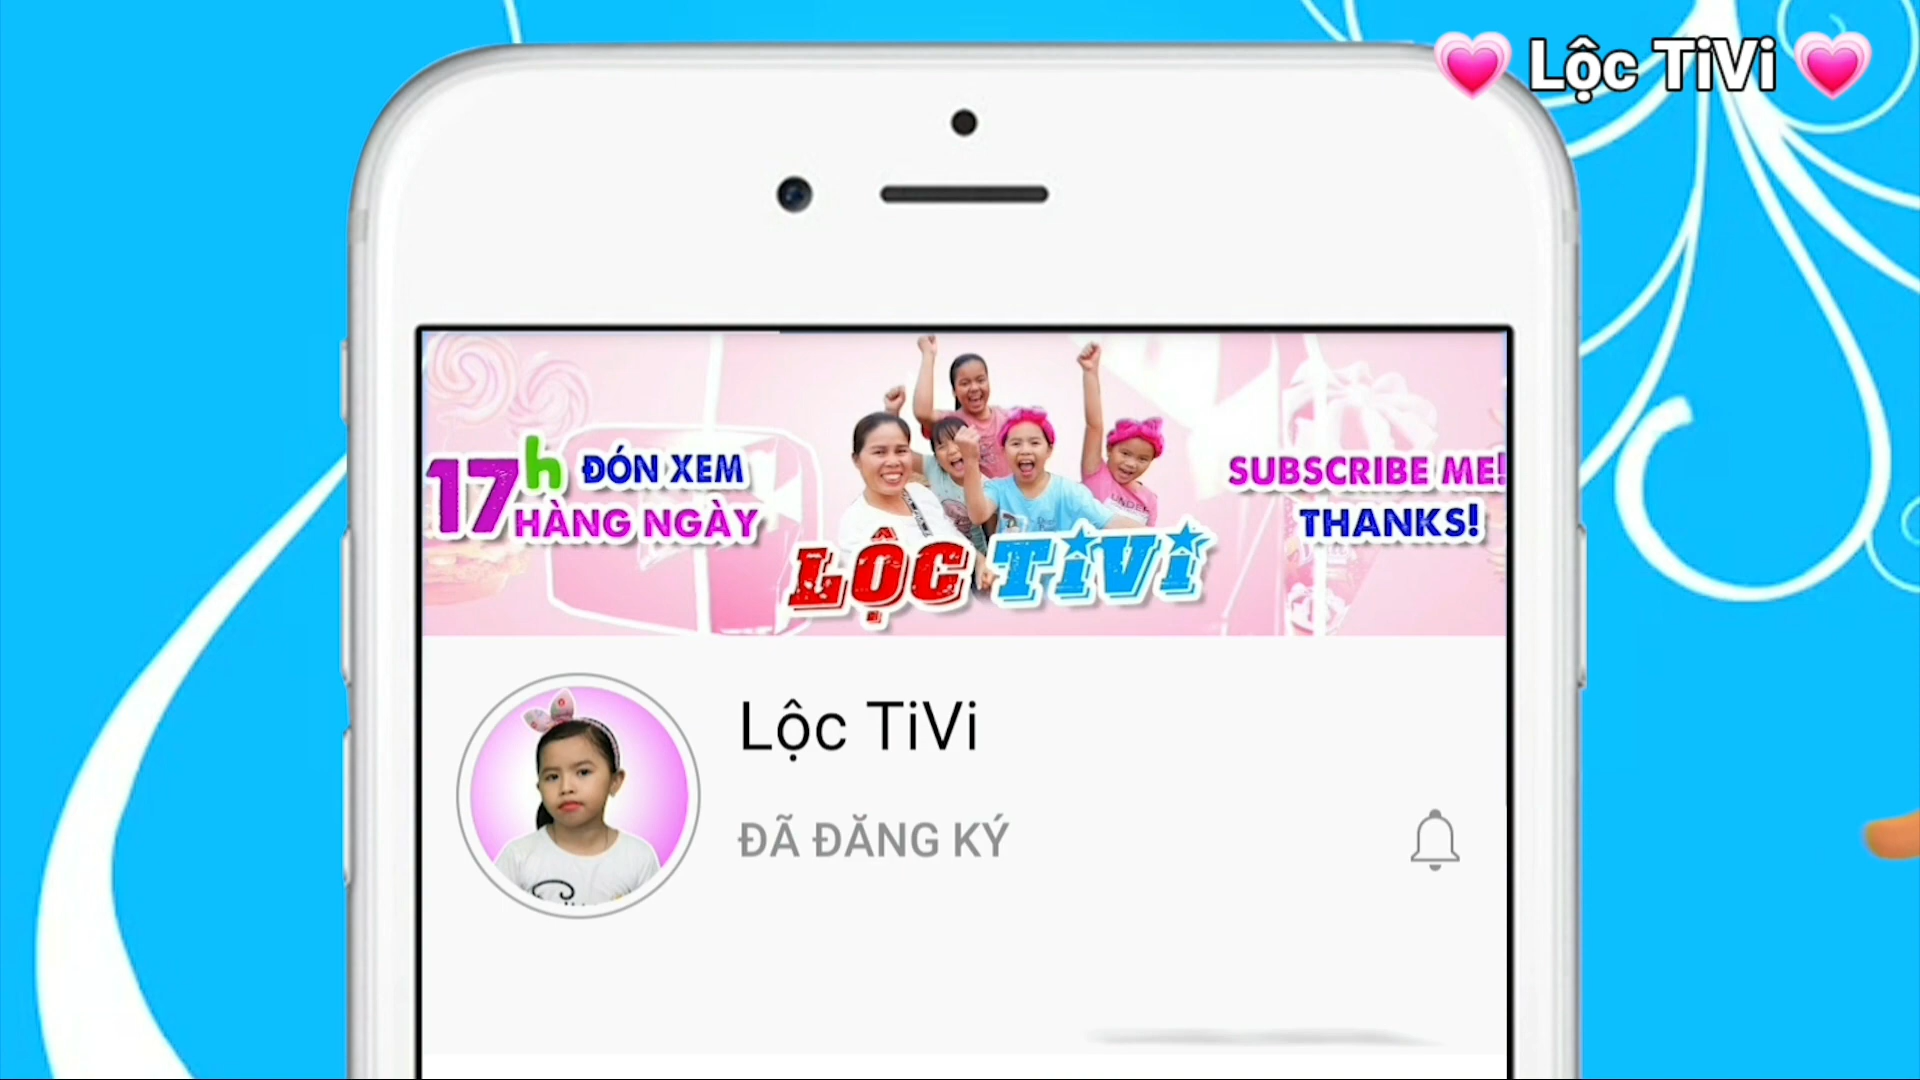 Lộc TiVi
17h ĐÓN XEM
HÀNG NGÀY
SUBSCRIBE ME!
THANKS!
LỘC TiVi
Lộc TiVi
ĐÃ ĐĂNG KÝ